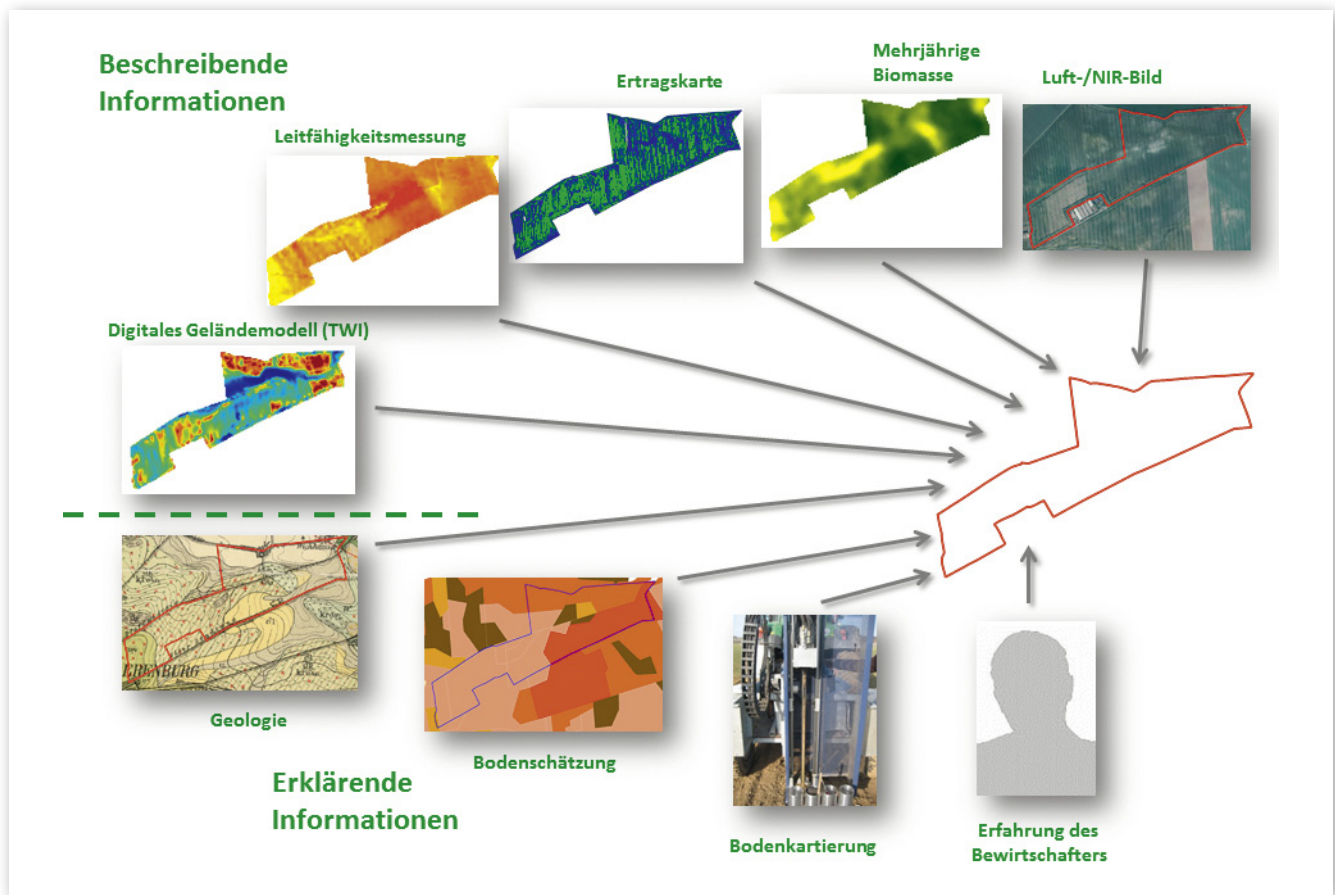 Beschreibende
Informationen
Leitfähigkeitsmessung
Ertragskarte
Mehrjährige
Biomasse
Luft-/NIR-Bild
Digitales Geländemodell (TWI)
ERENBURG
Geologie
Bodenschätzung
Erklärende
Informationen
Bodenkartierung
Erfahrung des
Bewirtschafters